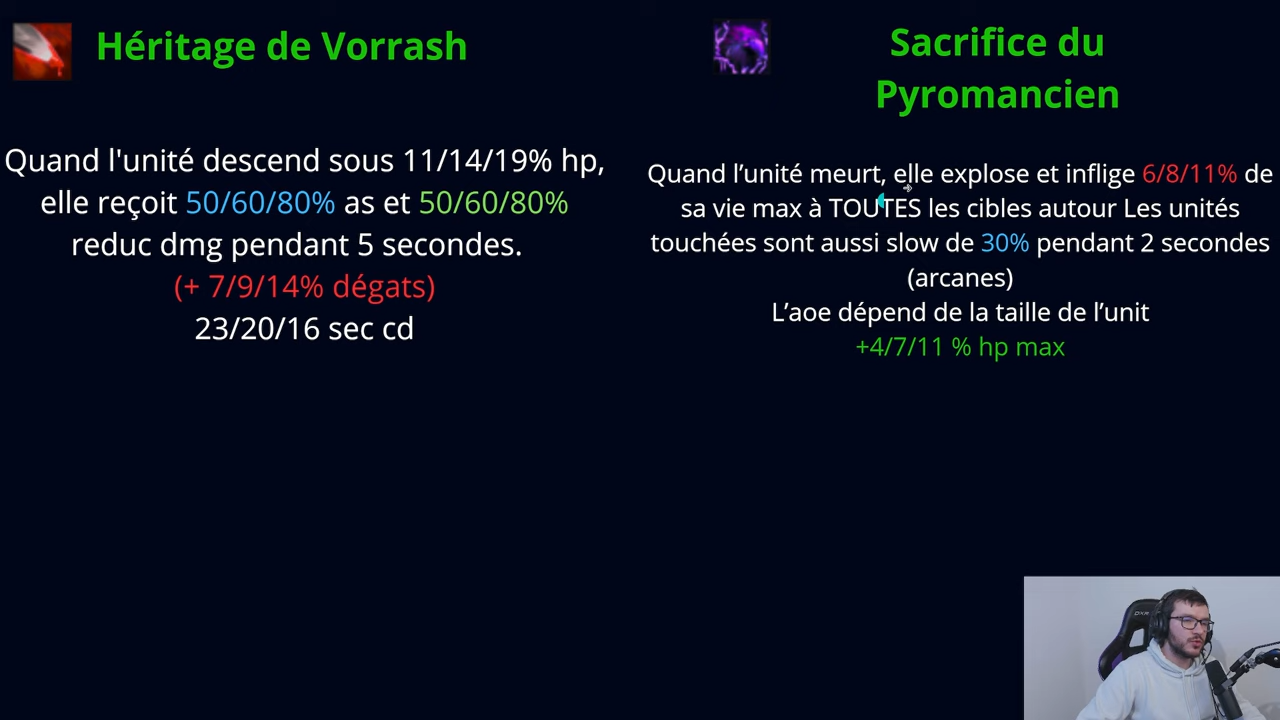 Héritage de Vorrash
Quand l'unité descend sous 11/14/19% hp,
elle reçoit 50/60/80% as et 50/60/80%
reduc dmg pendant 5 secondes.
(+ 7/9/14% dégats)
23/20/16 sec cd
Sacrifice du
Pyromancien
Quand l’unité meurt, elle explose et inflige 6/8/11% de
sa vie max à TOUTES les cibles autour Les unités
touchées sont aussi slow de 30% pendant 2 secondes
(arcanes)
L’aoe dépend de la taille de l’unit
+4/7/11 % hp max